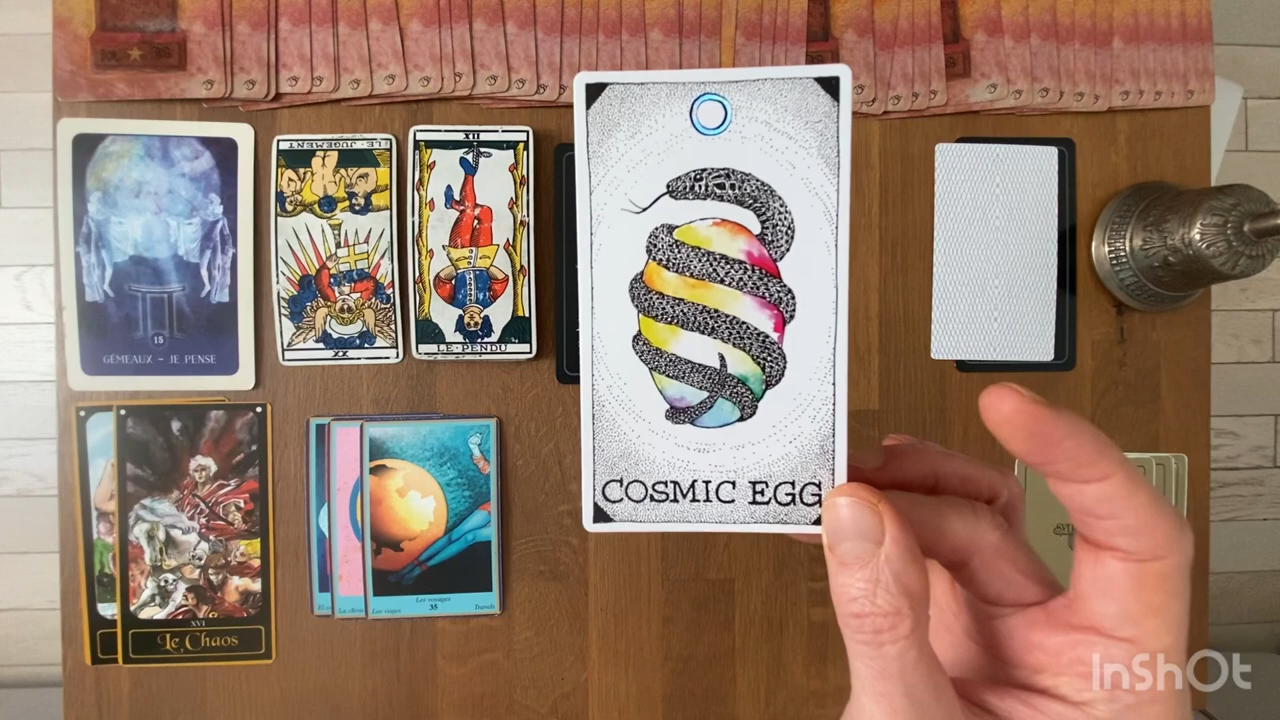 LE·JUGEMENT
XX
XII
LE·PENDU
15
GÉMEAUX – JE PENSE
COSMIC EGG
XVI
Le Chaos
Les voyages
35
Travels
InShOt